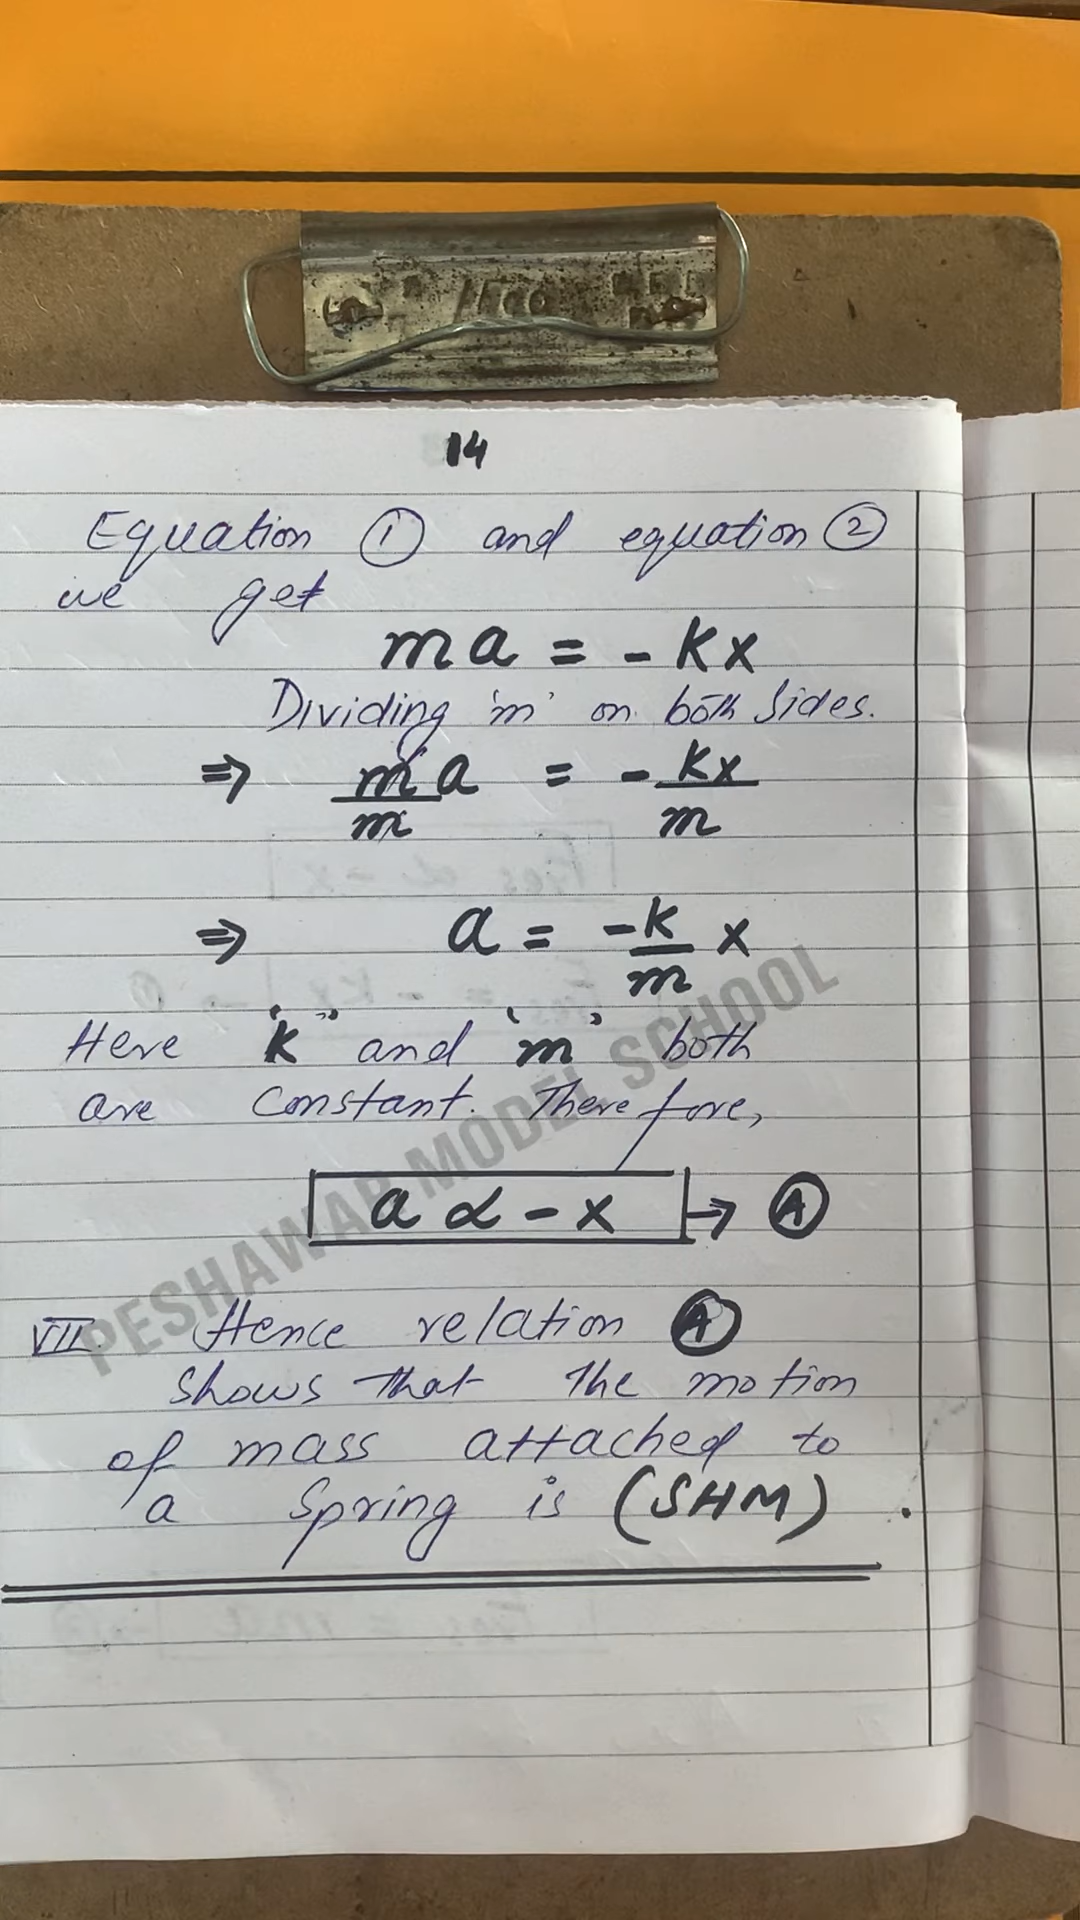 14
Equation ① and equation ②
we get
ma = - Kx
Dividing 'm' on both sides.
⇒ ma/m = - Kx/m
⇒ a = -k/m x
Here 'k' and 'm' both
are constant. Therefore,
a α - x → Ⓐ
VII. Hence relation Ⓐ
shows that the motion
of mass attached to
a spring is (SHM).
PESHAWAR MODEL SCHOOL